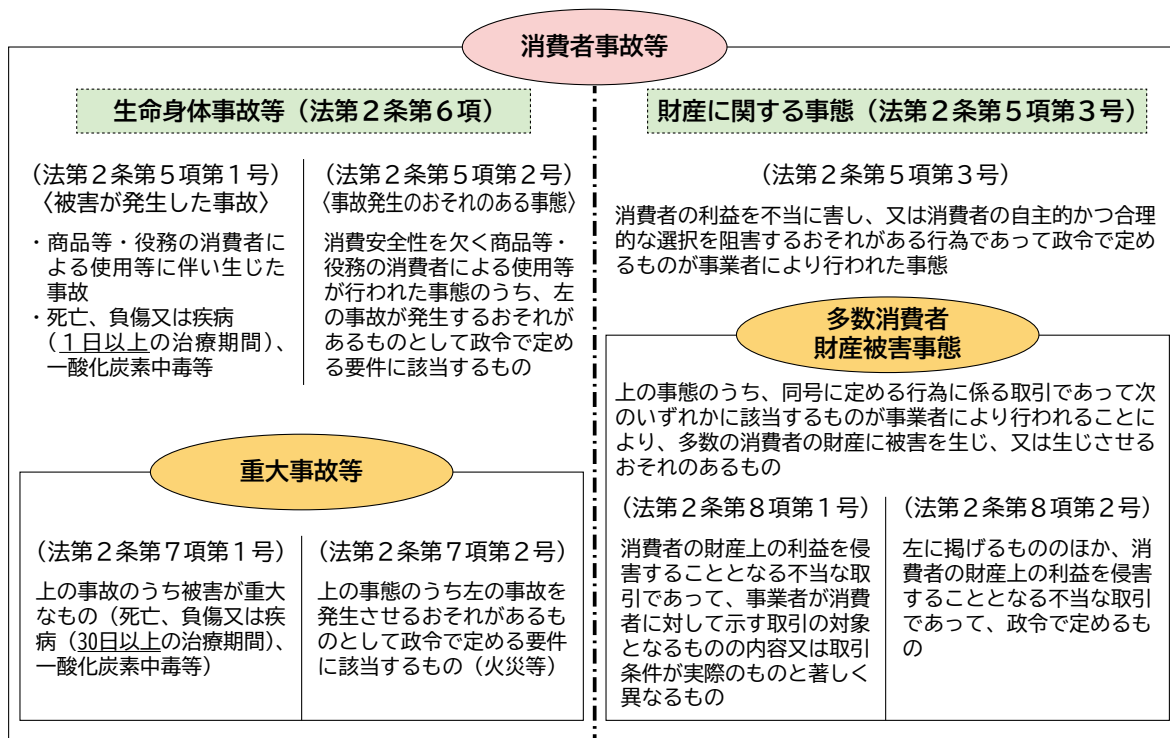 消費者事故等
生命身体事故等（法第２条第６項）
（法第２条第５項第１号）
〈被害が発生した事故〉
・商品等・役務の消費者に
よる使用等に伴い生じた
事故
・死亡、負傷又は疾病
（１日以上の治療期間）、
一酸化炭素中毒等
（法第２条第５項第２号）
〈事故発生のおそれのある事態〉
消費安全性を欠く商品等・
役務の消費者による使用等
が行われた事態のうち、左
の事故が発生するおそれが
あるものとして政令で定め
る要件に該当するもの
重大事故等
（法第２条第７項第１号）
上の事故のうち被害が重大
なもの（死亡、負傷又は疾
病（30日以上の治療期間）、
一酸化炭素中毒等）
（法第２条第７項第２号）
上の事態のうち左の事故を
発生させるおそれがあるも
のとして政令で定める要件
に該当するもの（火災等）
財産に関する事態（法第２条第５項第３号）
（法第２条第５項第３号）
消費者の利益を不当に害し、又は消費者の自主的かつ合理
的な選択を阻害するおそれがある行為であって政令で定め
るものが事業者により行われた事態
多数消費者
財産被害事態
上の事態のうち、同号に定める行為に係る取引であって次
のいずれかに該当するものが事業者により行われることに
より、多数の消費者の財産に被害を生じ、又は生じさせる
おそれのあるもの
（法第２条第８項第１号）
消費者の財産上の利益を侵
害することとなる不当な取
引であって、事業者が消費
者に対して示す取引の対象
となるものの内容又は取引
条件が実際のものと著しく
異なるもの
（法第２条第８項第２号）
左に掲げるもののほか、消
費者の財産上の利益を侵害
することとなる不当な取引
であって、政令で定めるも
の